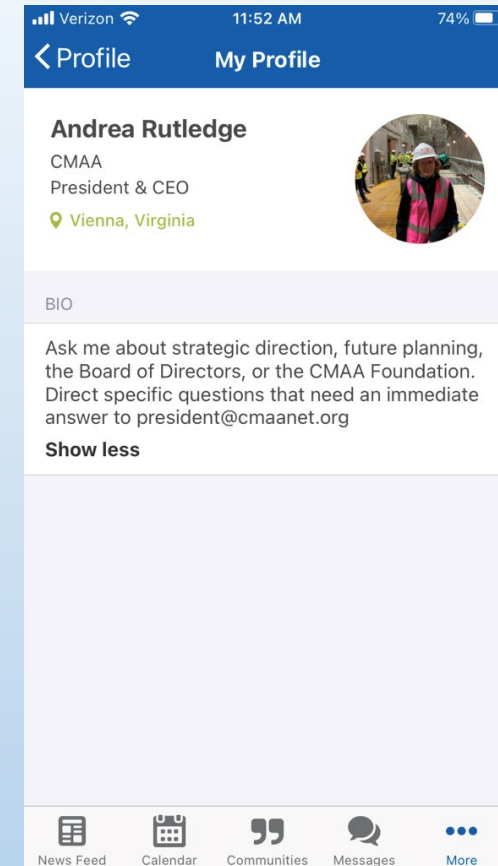 Verizon 11:52 AM 74%
Profile My Profile
Andrea Rutledge
CMAA
President & CEO
Vienna, Virginia
BIO
Ask me about strategic direction, future planning,
the Board of Directors, or the CMAA Foundation.
Direct specific questions that need an immediate
answer to president@cmaanet.org
Show less
News Feed Calendar Communities Messages More